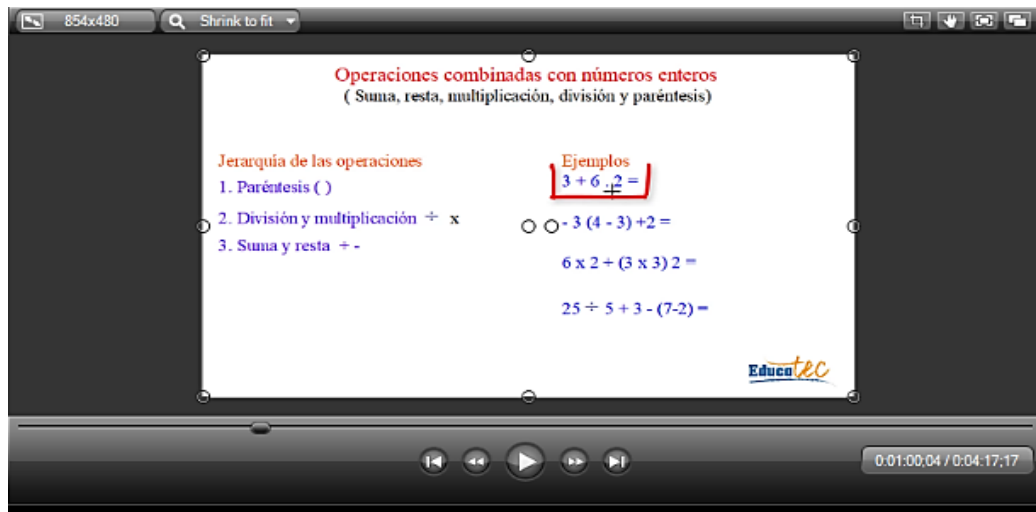 854x480 Shrink to fit
Operaciones combinadas con números enteros
( Suma, resta, multiplicación, división y paréntesis)
Jerarquía de las operaciones
1. Paréntesis ( )
2. División y multiplicación ÷ x
3. Suma y resta + -
Ejemplos
3 + 6 . 2 =
- 3 (4 - 3) +2 =
6 x 2 + (3 x 3) 2 =
25 ÷ 5 + 3 - (7-2) =
Educatec
0:01:00;04 / 0:04:17;17